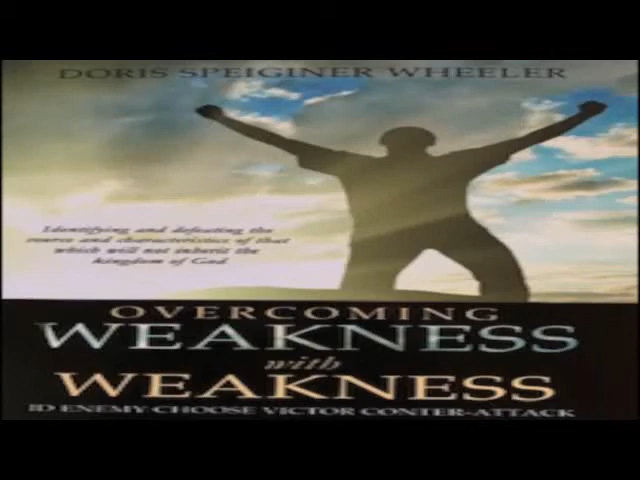 DORIS SPEIGINER WHEELER
Identifying and defeating the
source and characteristics of that
which will not inherit the
kingdom of God
OVERCOMING
WEAKNESS
with
WEAKNESS
ID ENEMY CHOOSE VICTOR CONTER-ATTACK